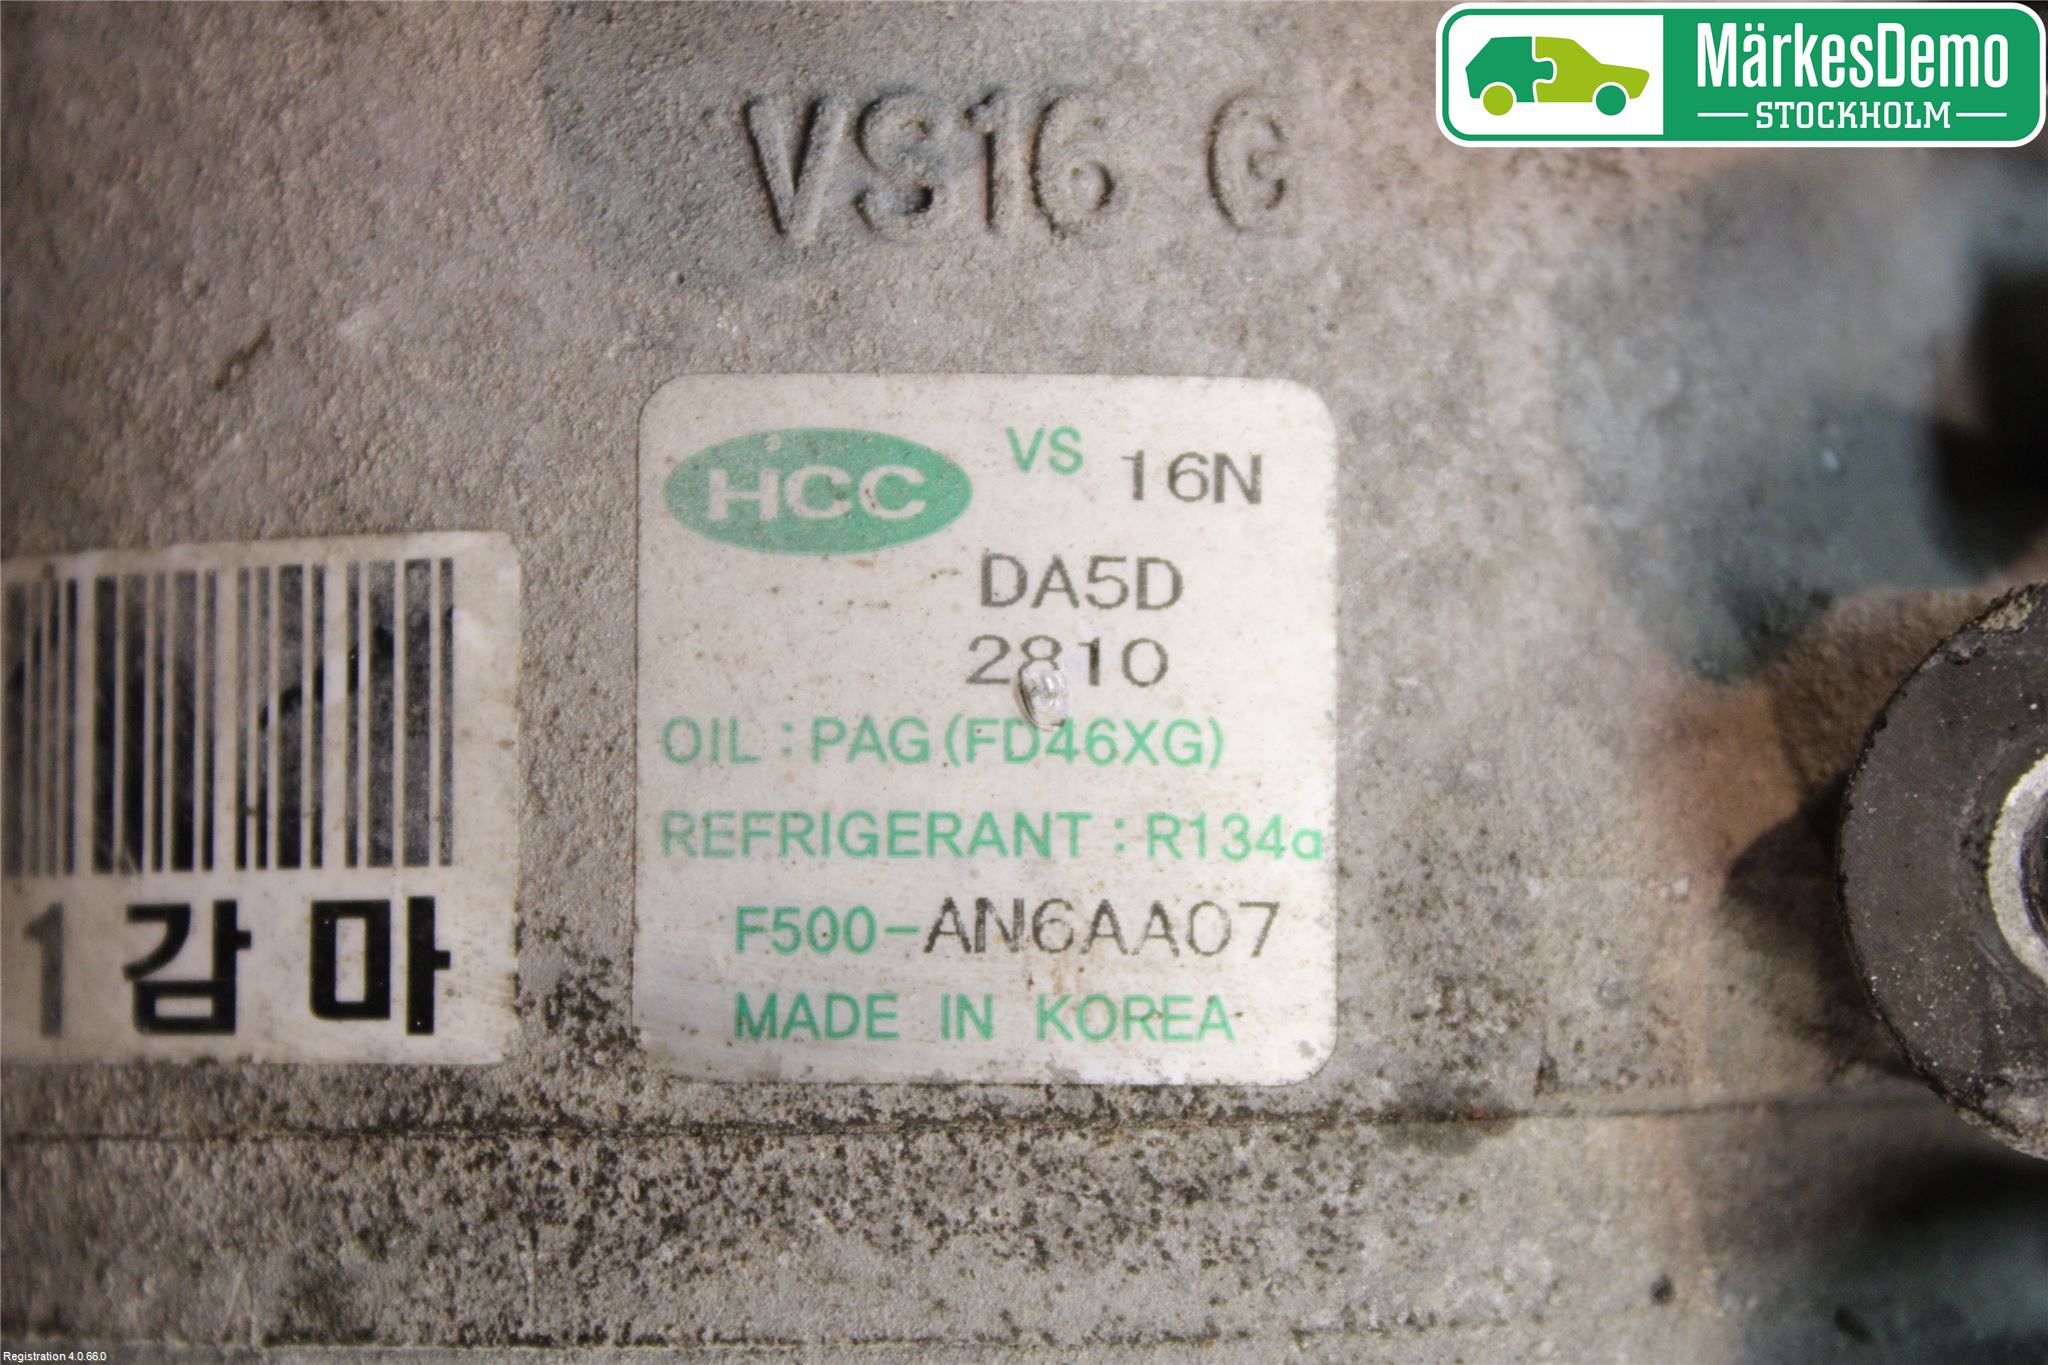 MärkesDemo
STOCKHOLM
VS16 G
HCC VS 16N
DA5D
2810
OIL : PAG (FD46XG)
REFRIGERANT : R134a
F500-AN6AA07
MADE IN KOREA
1 감 마
Registration 4.0.66.0